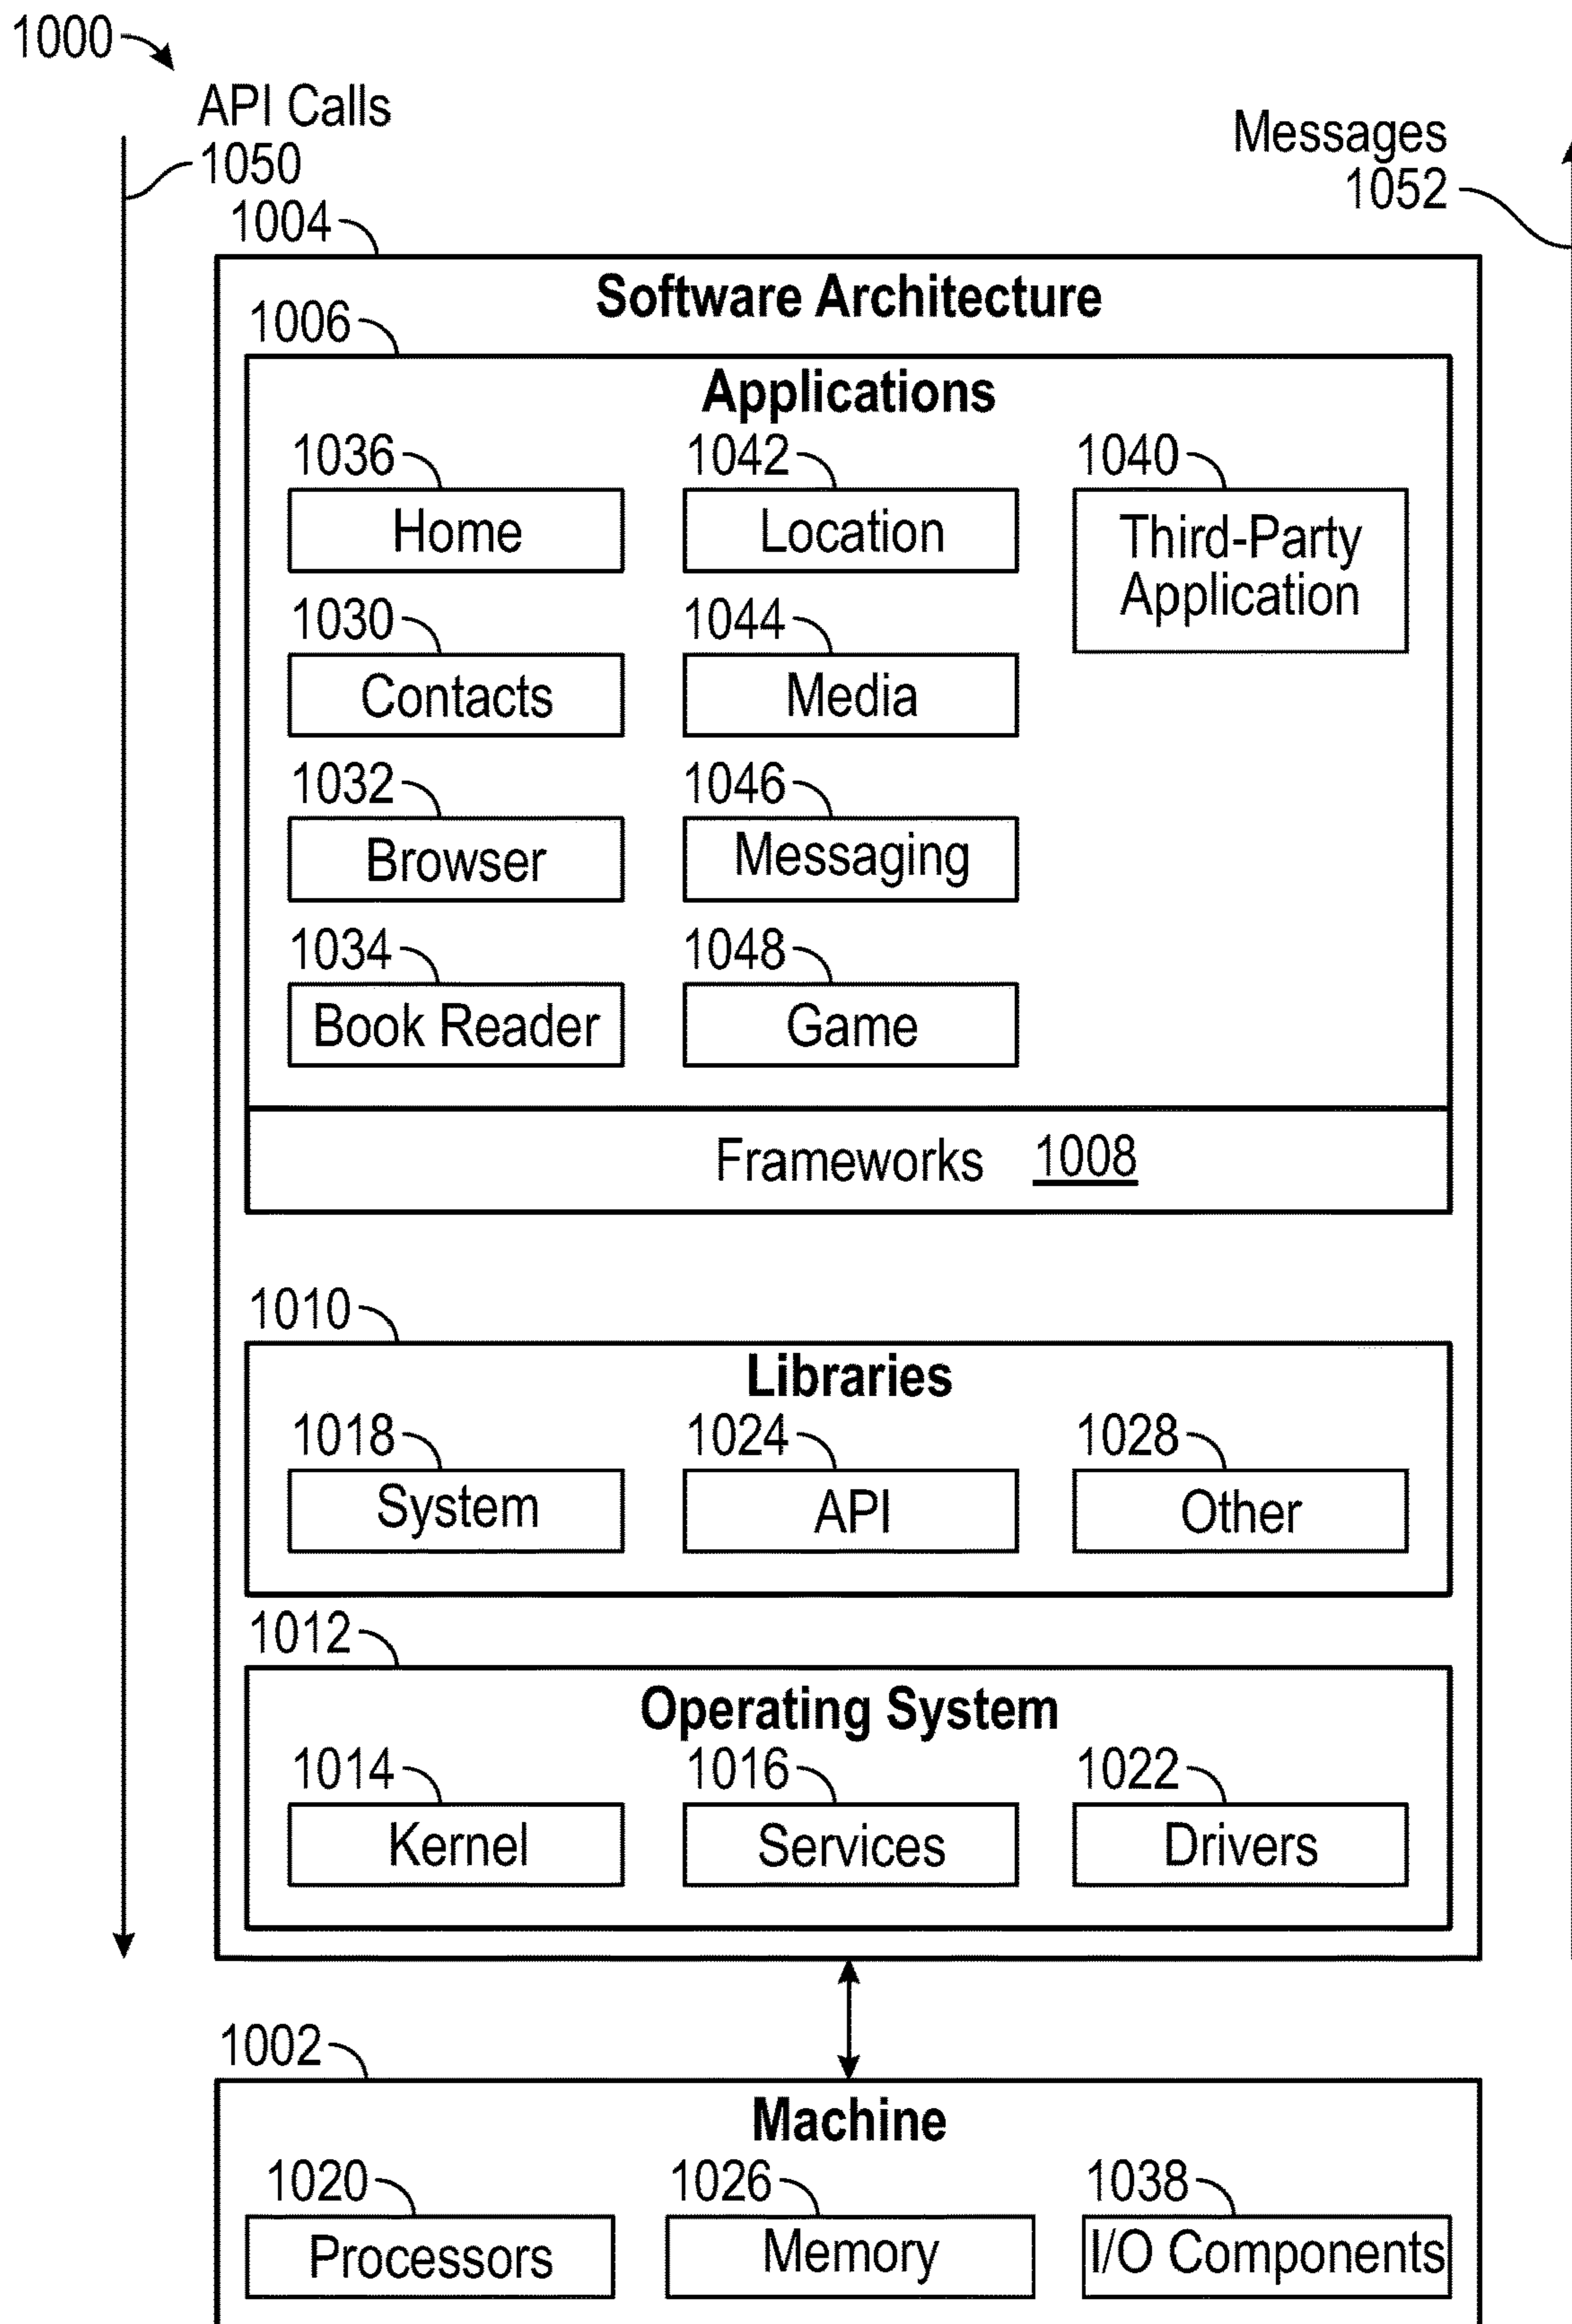 1000
API Calls
1050
Messages
1052
1004
Software Architecture
1006
Applications
1036 1042 1040
Home Location Third-Party
Application
1030 1044
Contacts Media
1032 1046
Browser Messaging
1034 1048
Book Reader Game
Frameworks 1008
1010
Libraries
1018 1024 1028
System API Other
1012
Operating System
1014 1016 1022
Kernel Services Drivers
1002
Machine
1020 1026 1038
Processors Memory I/O Components